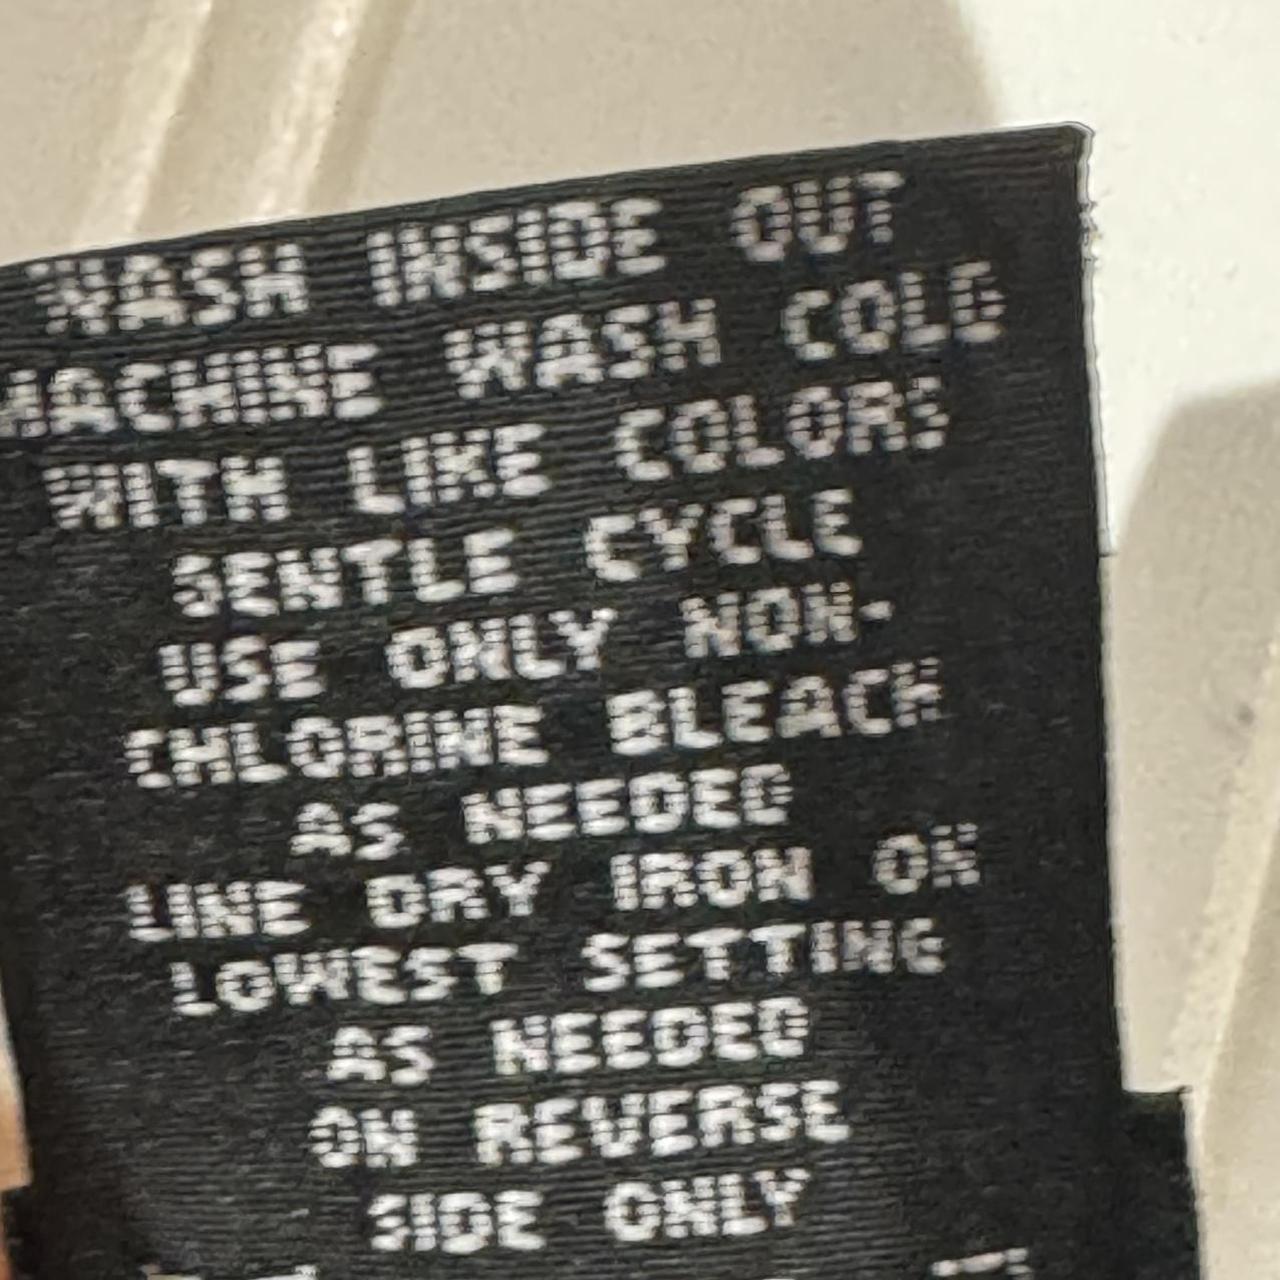 WASH INSIDE OUT
MACHINE WASH COLD
WITH LIKE COLORS
GENTLE CYCLE
USE ONLY NON-
CHLORINE BLEACH
AS NEEDED
LINE DRY IRON ON
LOWEST SETTING
AS NEEDED
ON REVERSE
SIDE ONLY